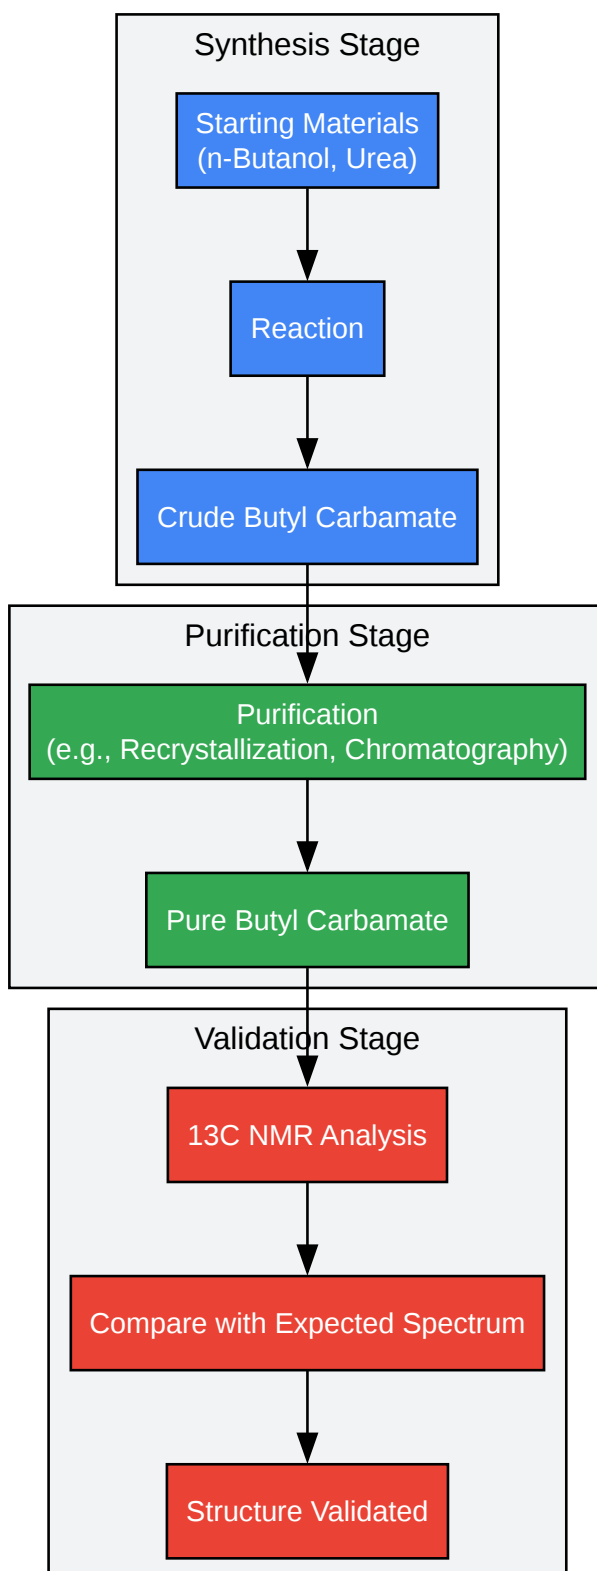 Synthesis Stage
Starting Materials
(n-Butanol, Urea)
Reaction
Crude Butyl Carbamate
Purification Stage
Purification
(e.g., Recrystallization, Chromatography)
Pure Butyl Carbamate
Validation Stage
13C NMR Analysis
Compare with Expected Spectrum
Structure Validated